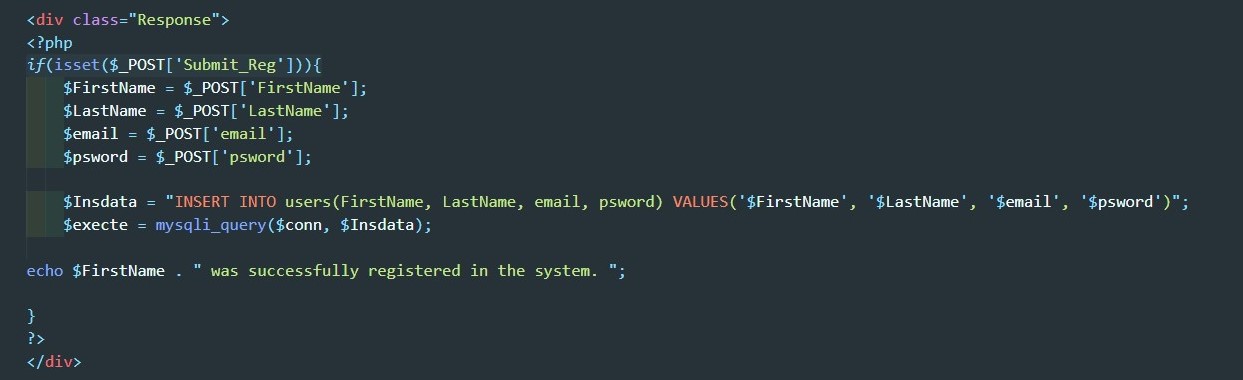 <div class="Response">
<?php
if(isset($_POST['Submit_Reg'])){
    $FirstName = $_POST['FirstName'];
    $LastName = $_POST['LastName'];
    $email = $_POST['email'];
    $psword = $_POST['psword'];

    $Insdata = "INSERT INTO users(FirstName, LastName, email, psword) VALUES('$FirstName', '$LastName', '$email', '$psword')";
    $execte = mysqli_query($conn, $Insdata);

echo $FirstName . " was successfully registered in the system. ";

}
?>
</div>